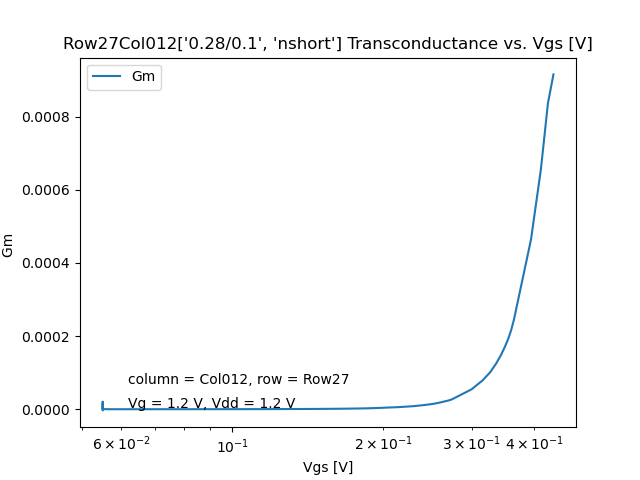 Row27Col012['0.28/0.1', 'nshort'] Transconductance vs. Vgs [V]
Gm
0.0008
0.0006
0.0004
0.0002
0.0000
Gm
column = Col012, row = Row27
Vg = 1.2 V, Vdd = 1.2 V
6 × 10⁻² 10⁻¹ 2 × 10⁻¹ 3 × 10⁻¹ 4 × 10⁻¹
Vgs [V]